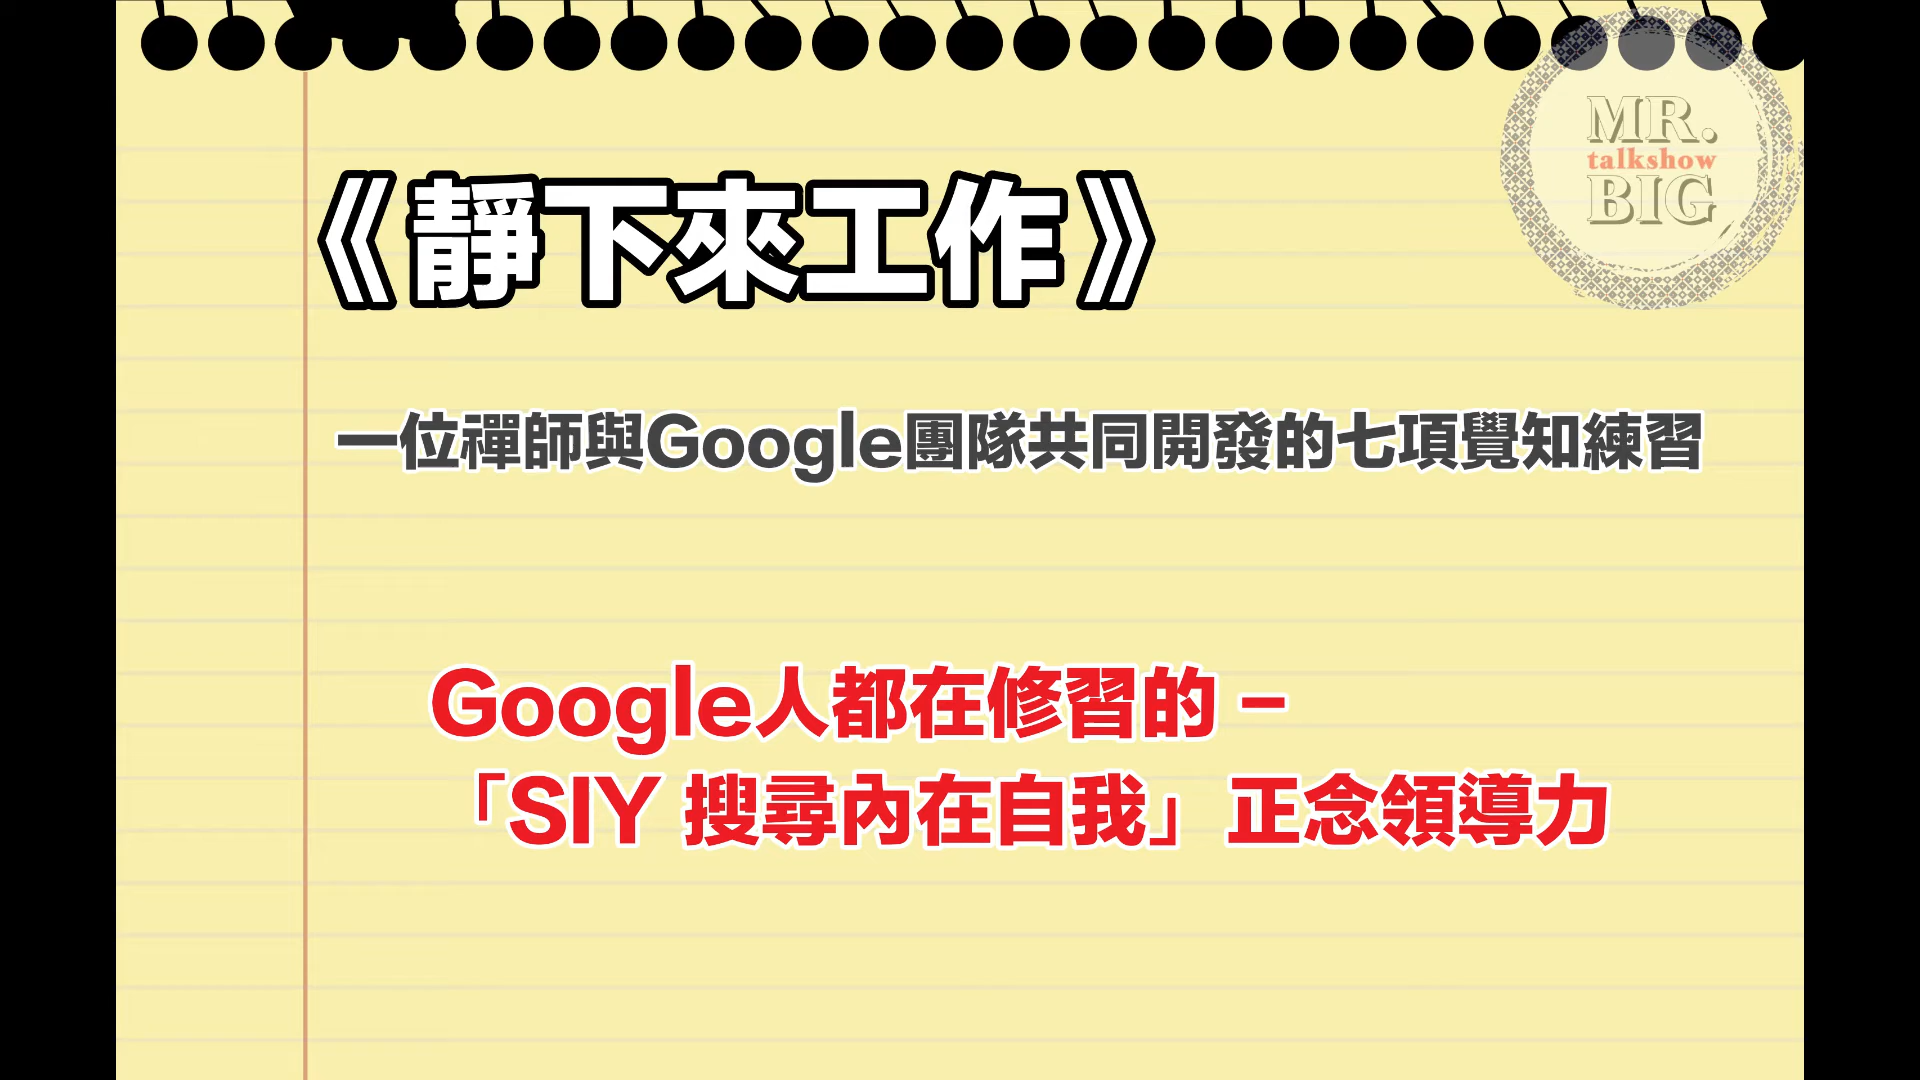 MR.
talkshow
BIG
《靜下來工作》
一位禪師與Google團隊共同開發的七項覺知練習
Google人都在修習的 –
「SIY 搜尋內在自我」正念領導力